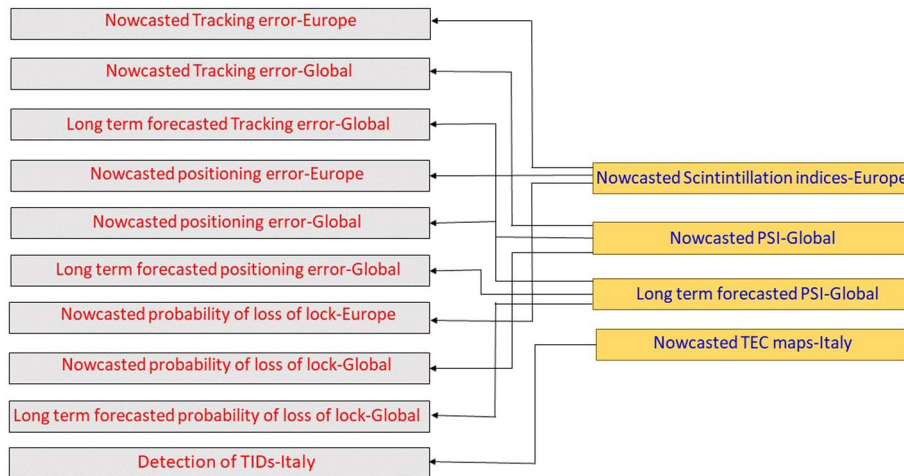 Nowcasted Tracking error-Europe
Nowcasted Tracking error-Global
Long term forecasted Tracking error-Global
Nowcasted positioning error-Europe
Nowcasted positioning error-Global
Long term forecasted positioning error-Global
Nowcasted probability of loss of lock-Europe
Nowcasted probability of loss of lock-Global
Long term forecasted probability of loss of lock-Global
Detection of TIDs-Italy
Nowcasted Scintintillation indices-Europe
Nowcasted PSI-Global
Long term forecasted PSI-Global
Nowcasted TEC maps-Italy